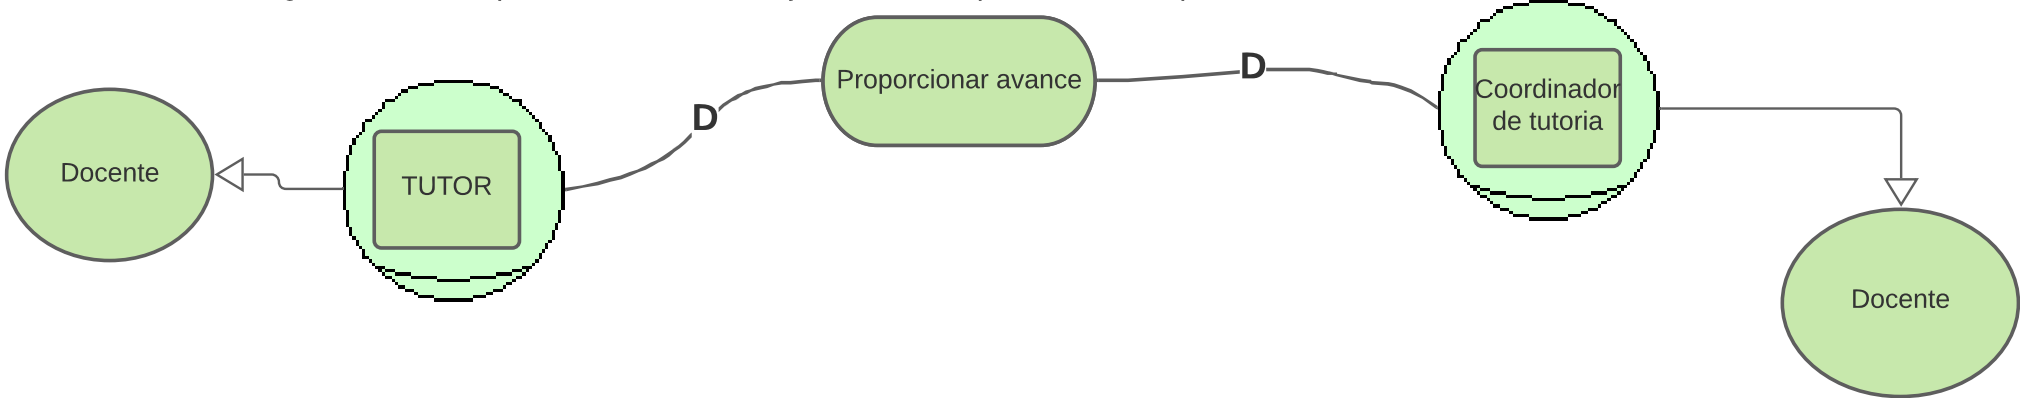 Docente
TUTOR
D
Proporcionar avance
D
Coordinador
de tutoria
Docente